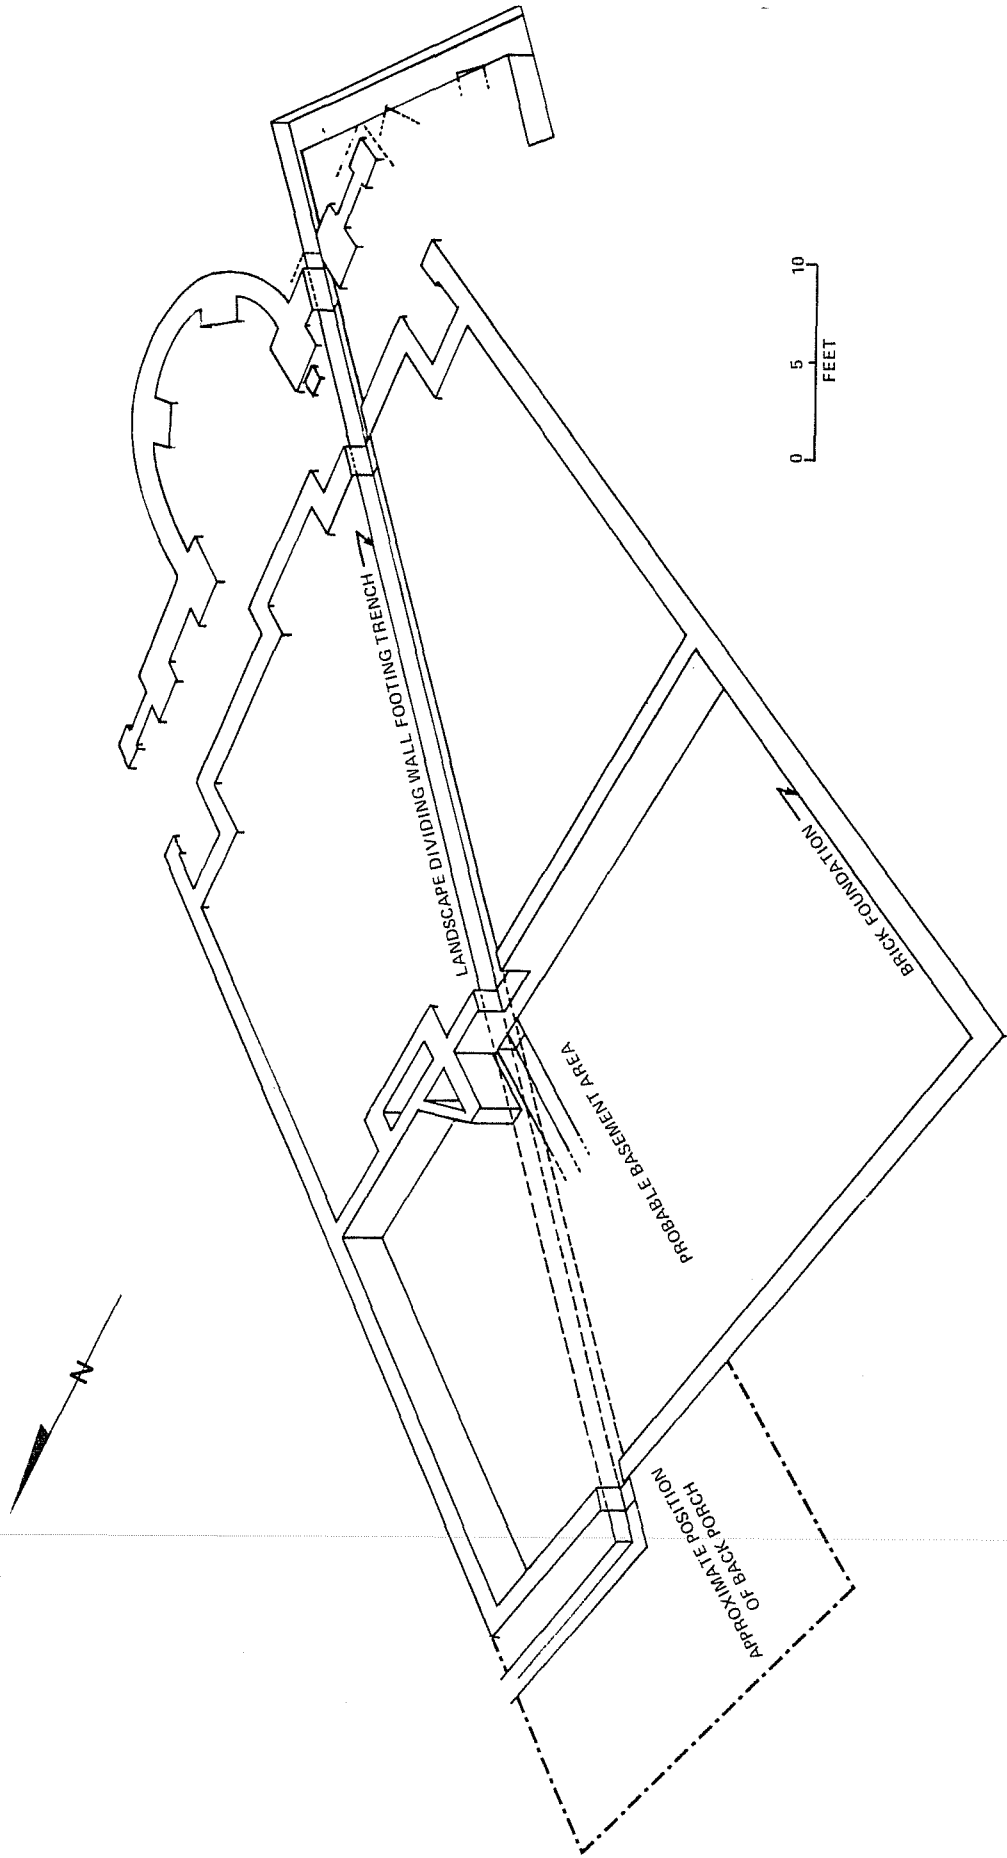 LANDSCAPE DIVIDING WALL FOOTING TRENCH
BRICK FOUNDATION
PROBABLE BASEMENT AREA
APPROXIMATE POSITION
OF BACK PORCH
N
0 5 10
FEET